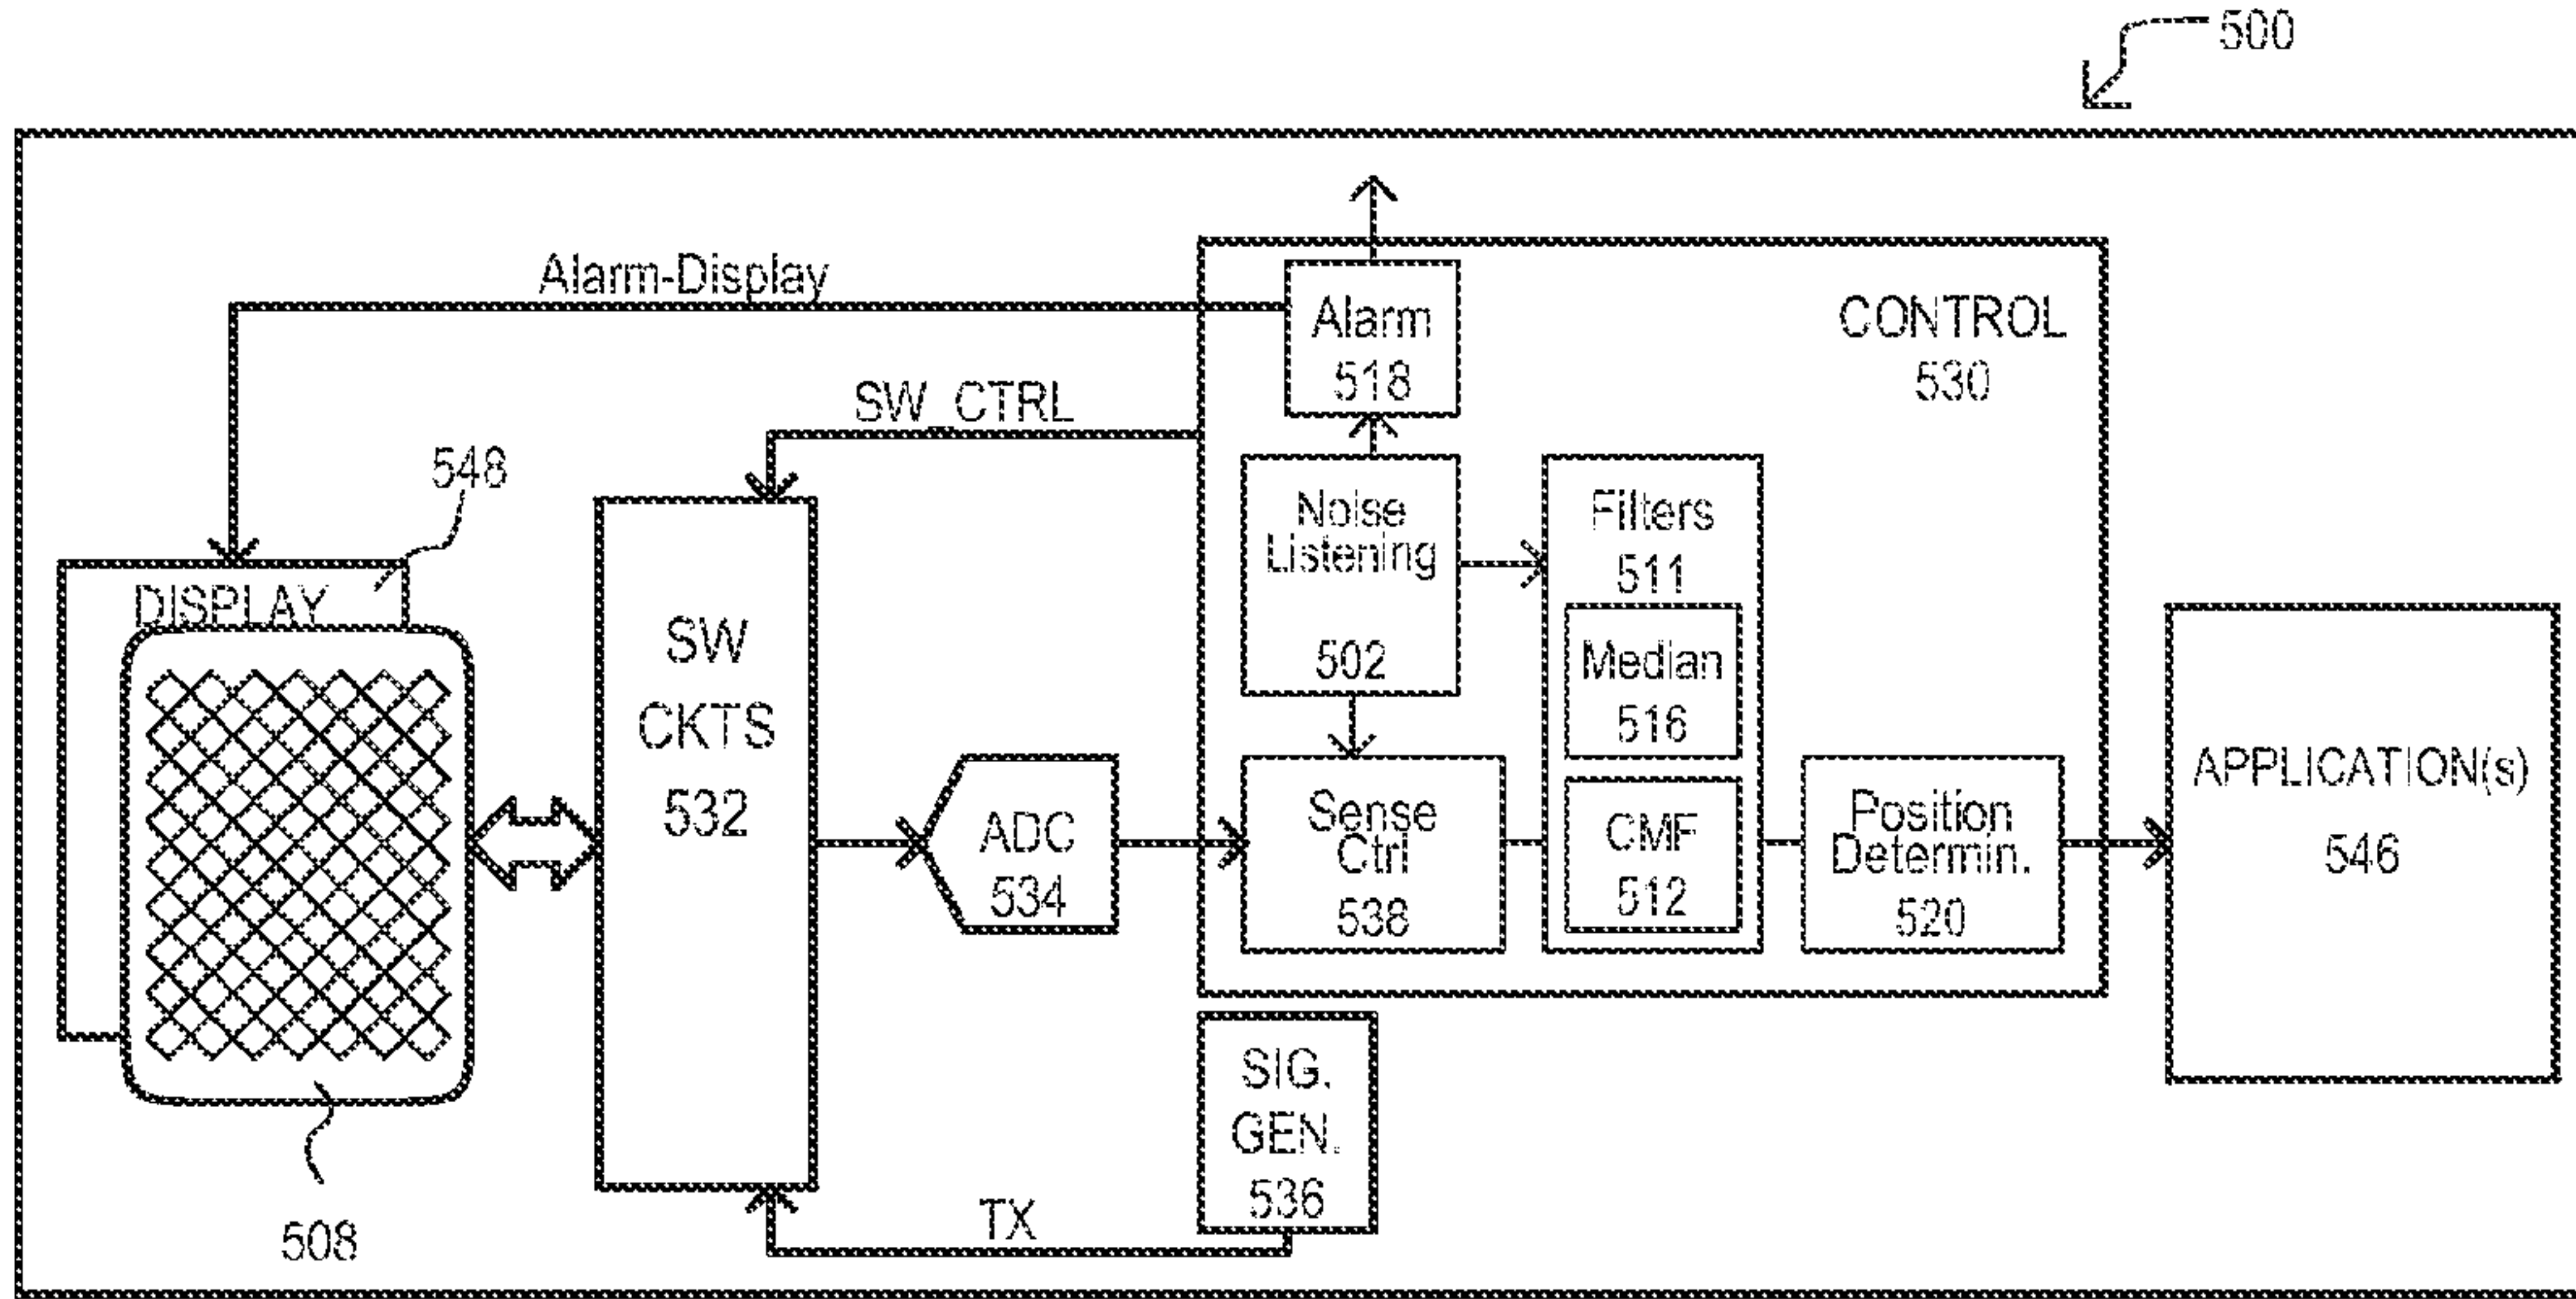 500
Alarm-Display
Alarm
518
CONTROL
530
SW_CTRL
548
DISPLAY
SW
CKTS
532
Noise
Listening
502
Filters
511
Median
516
CMF
512
ADC
534
Sense
Ctrl
538
Position
Determin.
520
APPLICATION(s)
546
SIG.
GEN.
536
TX
508